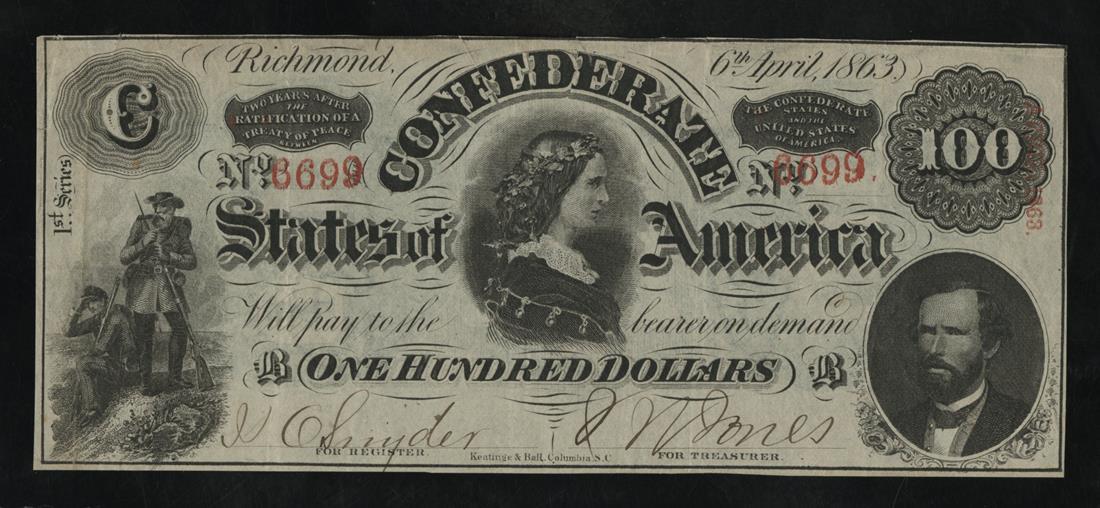 Richmond,
6th April, 1863
C
TWO YEARS AFTER
THE
RATIFICATION OF A
TREATY OF PEACE
BETWEEN
CONFEDERATE
THE CONFEDERATE
STATES
AND THE
UNITED STATES
OF AMERICA.
100
1st Series
No. 6699
No. 6699.
States of America
Will pay to the bearer on demand
B ONE HUNDRED DOLLARS B
J W Jones
FOR REGISTER.
Keatinge & Ball, Columbia S.C
FOR TREASURER.